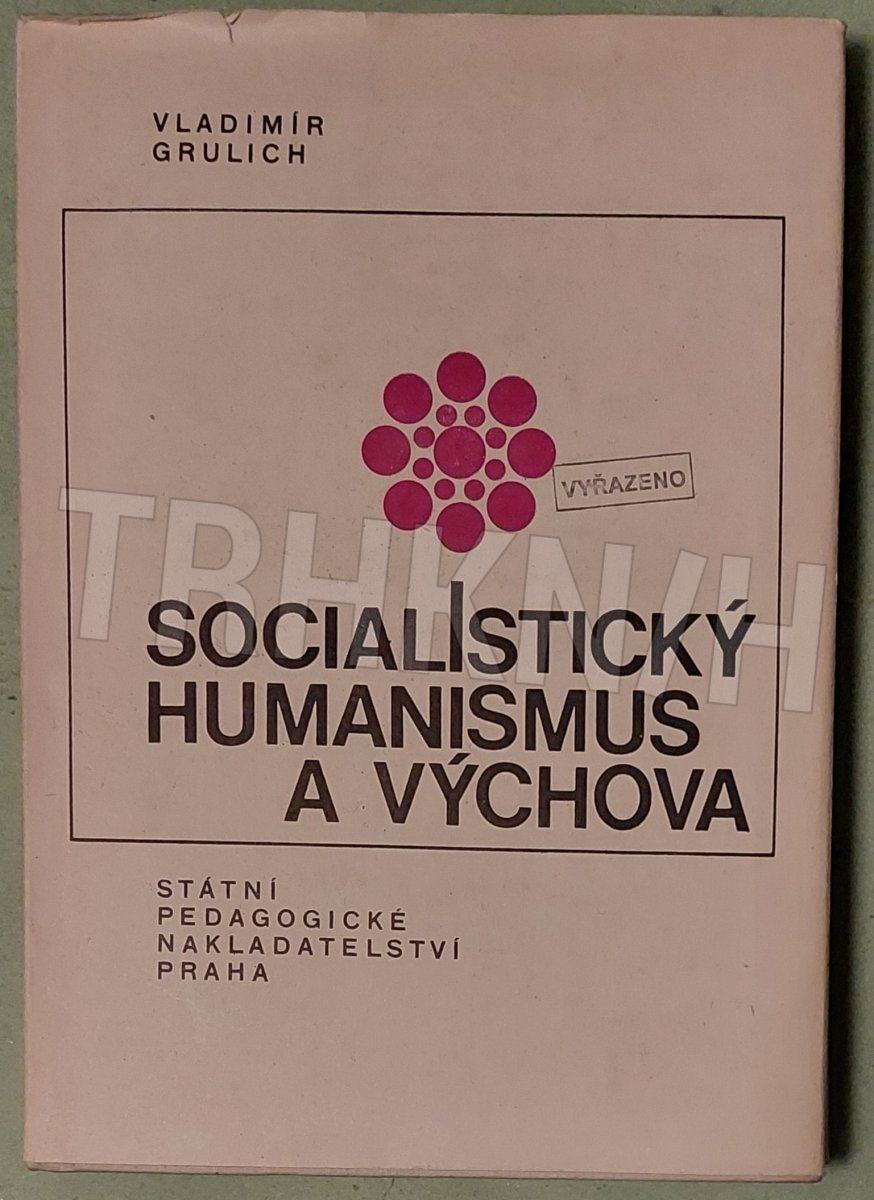 VLADIMÍR
GRULICH
VYŘAZENO
TRHKNIH
SOCIALISTICKÝ
HUMANISMUS
A VÝCHOVA
STÁTNÍ
PEDAGOGICKÉ
NAKLADATELSTVÍ
PRAHA